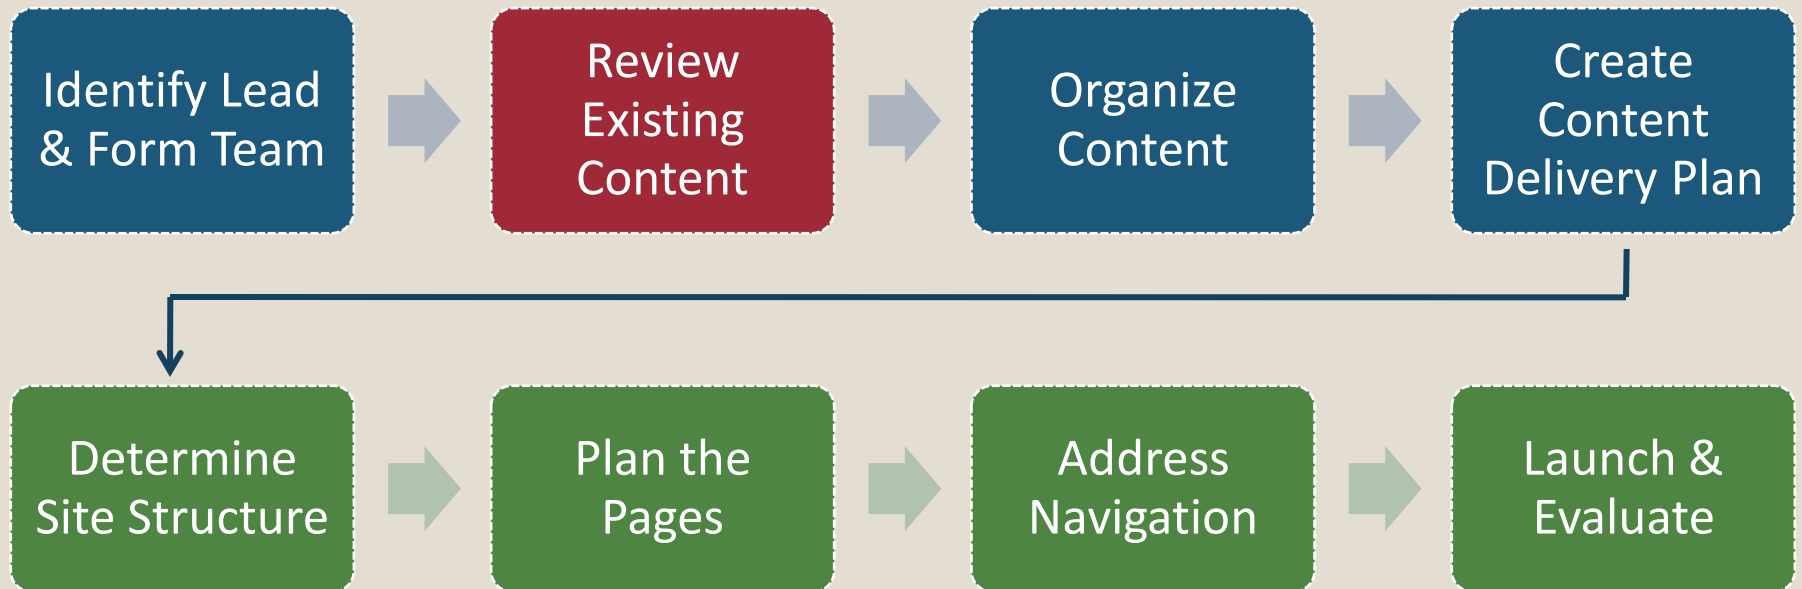 Identify Lead
& Form Team
Review
Existing
Content
Organize
Content
Create
Content
Delivery Plan
Determine
Site Structure
Plan the
Pages
Address
Navigation
Launch &
Evaluate